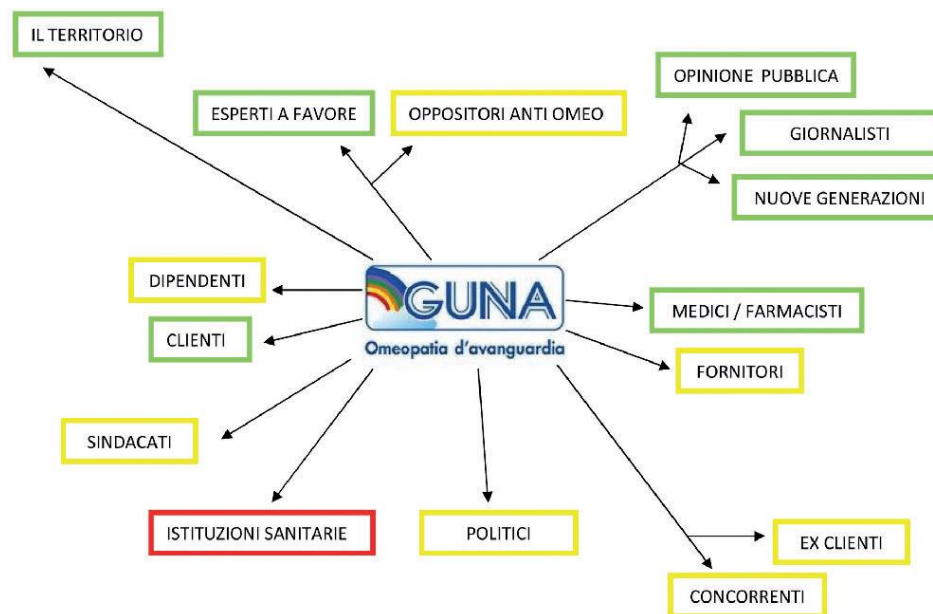 IL TERRITORIO
OPINIONE PUBBLICA
ESPERTI A FAVORE
OPPOSITORI ANTI OMEO
GIORNALISTI
NUOVE GENERAZIONI
DIPENDENTI
GUNA
Omeopatia d'avanguardia
MEDICI / FARMACISTI
CLIENTI
FORNITORI
SINDACATI
ISTITUZIONI SANITARIE
POLITICI
EX CLIENTI
CONCORRENTI